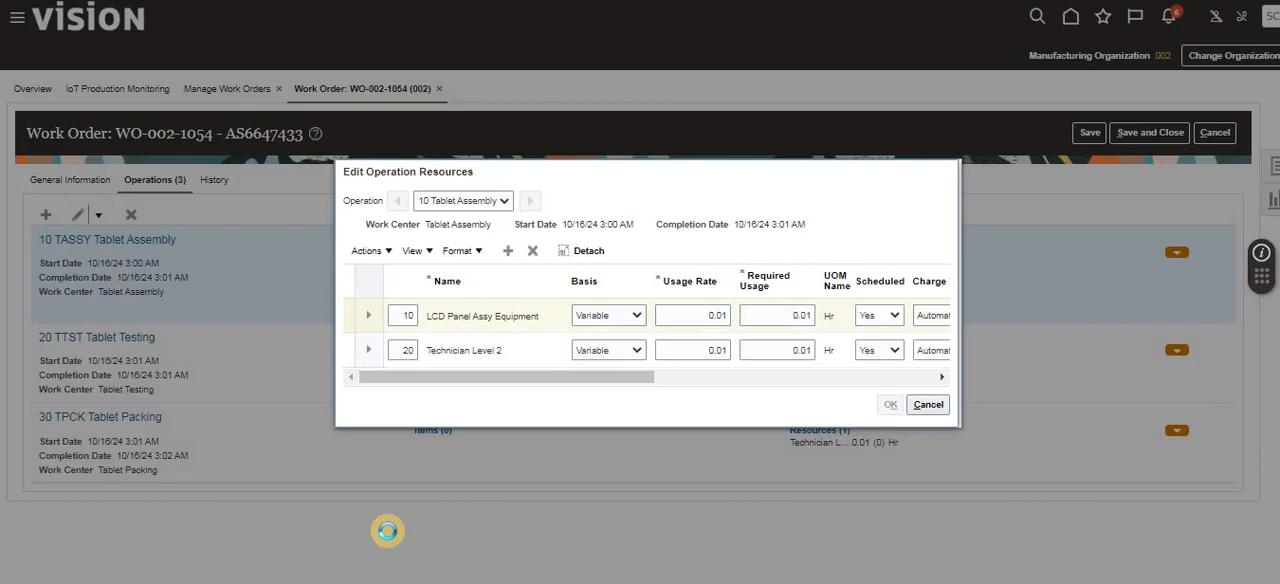 vision
6
SC
Manufacturing Organization 002 Change Organization
Overview IoT Production Monitoring Manage Work Orders × Work Order: WO-002-1054 (002) ×
Work Order: WO-002-1054 - AS6647433 ?
Save Save and Close Cancel
General Information Operations (3) History
10 TASSY Tablet Assembly
Start Date 10/16/24 3:00 AM
Completion Date 10/16/24 3:01 AM
Work Center Tablet Assembly
20 TTST Tablet Testing
Start Date 10/16/24 3:01 AM
Completion Date 10/16/24 3:01 AM
Work Center Tablet Testing
30 TPCK Tablet Packing
Start Date 10/16/24 3:01 AM
Completion Date 10/16/24 3:02 AM
Work Center Tablet Packing
Items (0)
Resources (1)
Technician L... 0.01 (0) Hr
Edit Operation Resources
Operation 10 Tablet Assembly
Work Center Tablet Assembly Start Date 10/16/24 3:00 AM Completion Date 10/16/24 3:01 AM
Actions View Format Detach
* Name Basis * Usage Rate * Required Usage UOM Name Scheduled Charge
10 LCD Panel Assy Equipment Variable 0.01 0.01 Hr Yes Automat
20 Technician Level 2 Variable 0.01 0.01 Hr Yes Automat
OK Cancel